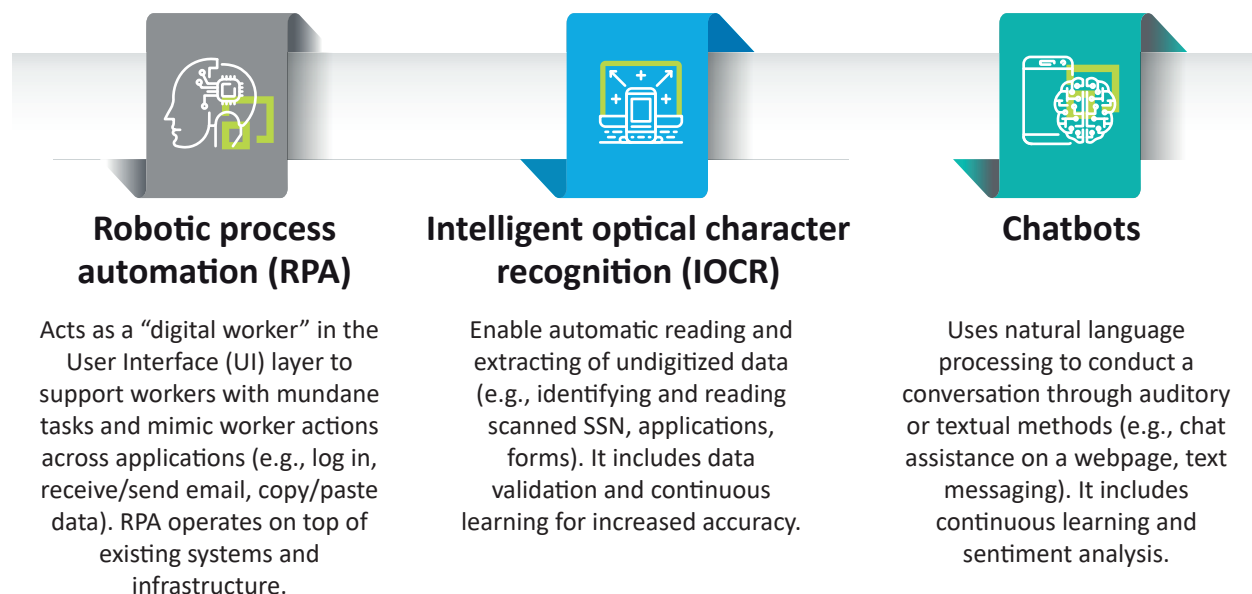 Robotic process
automation (RPA)
Acts as a “digital worker” in the
User Interface (UI) layer to
support workers with mundane
tasks and mimic worker actions
across applications (e.g., log in,
receive/send email, copy/paste
data). RPA operates on top of
existing systems and
infrastructure.
Intelligent optical character
recognition (IOCR)
Enable automatic reading and
extracting of undigitized data
(e.g., identifying and reading
scanned SSN, applications,
forms). It includes data
validation and continuous
learning for increased accuracy.
Chatbots
Uses natural language
processing to conduct a
conversation through auditory
or textual methods (e.g., chat
assistance on a webpage, text
messaging). It includes
continuous learning and
sentiment analysis.